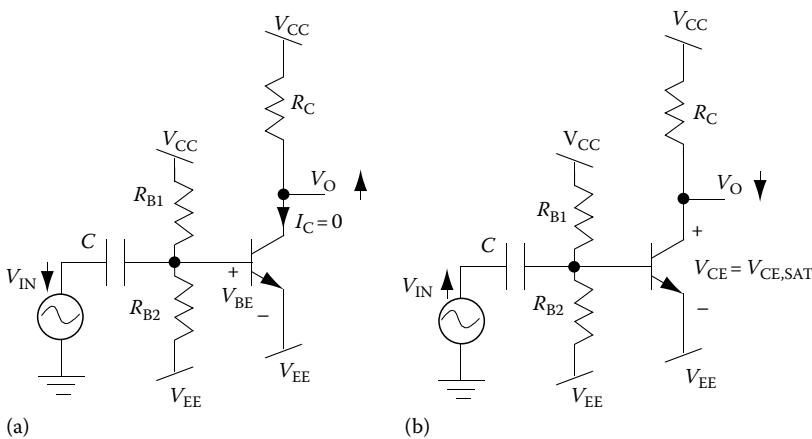 V_CC
R_C
V_CC
R_B1
V_O
I_C = 0
C
V_IN
+
V_BE
−
R_B2
V_EE
V_EE
(a)
V_CC
R_C
V_CC
R_B1
V_O
C
+
V_IN
V_CE = V_CE,SAT
R_B2
−
V_EE
V_EE
(b)